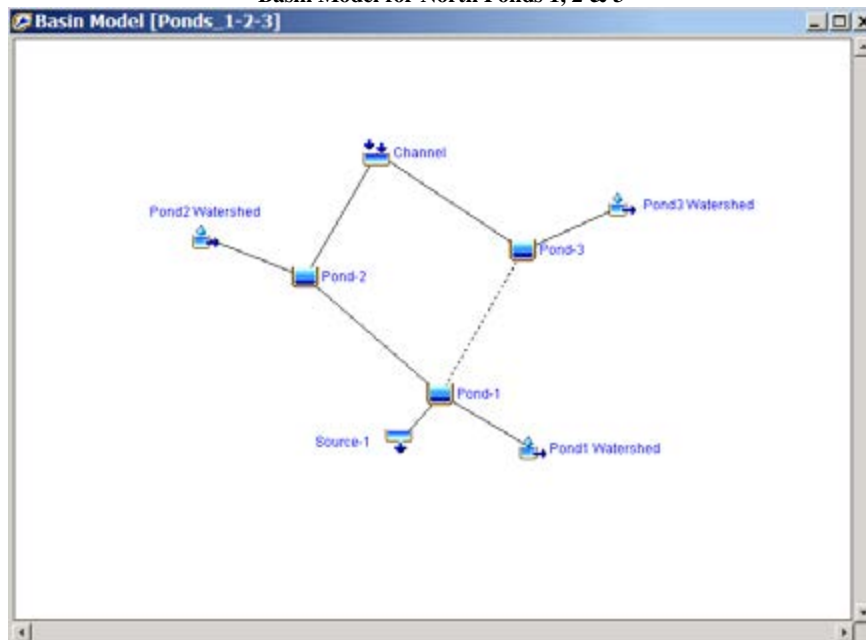 Basin Model for North Ponds 1, 2 & 3
Basin Model [Ponds_1-2-3]
Channel
Pond2 Watershed
Pond3 Watershed
Pond-3
Pond-2
Pond-1
Source-1
Pond1 Watershed